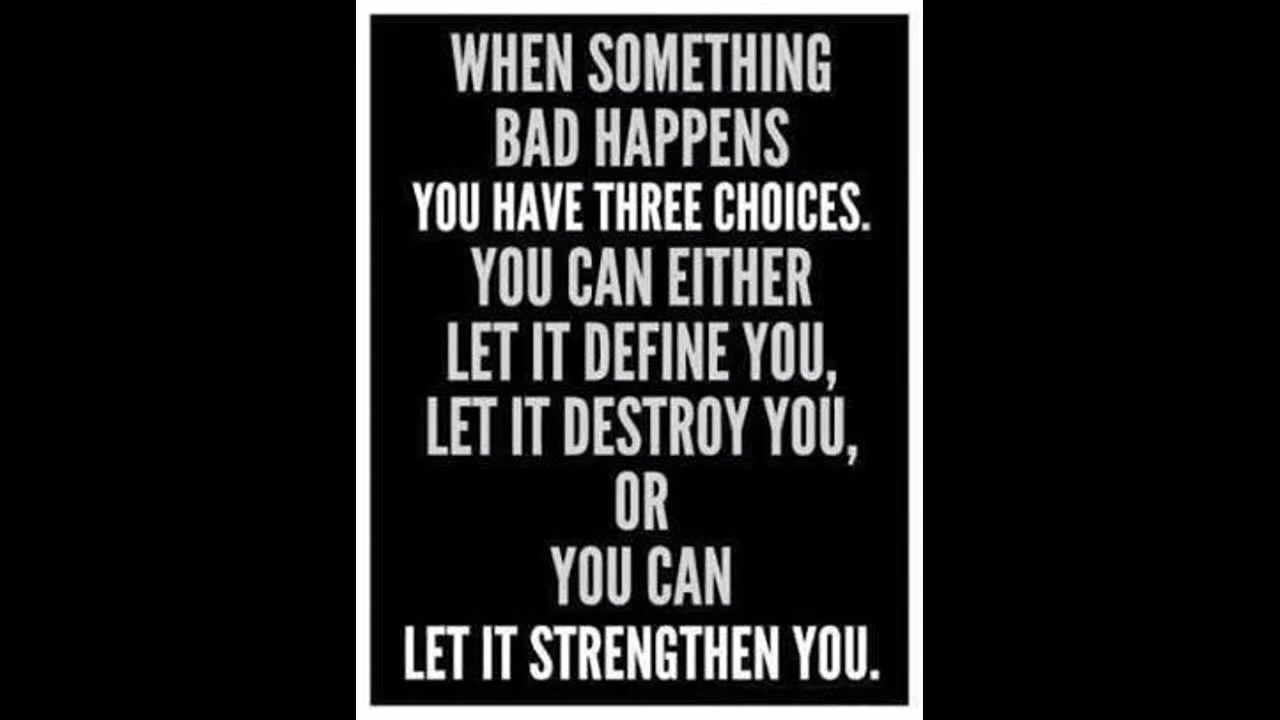 WHEN SOMETHING
BAD HAPPENS
YOU HAVE THREE CHOICES.
YOU CAN EITHER
LET IT DEFINE YOU,
LET IT DESTROY YOU,
OR
YOU CAN
LET IT STRENGTHEN YOU.